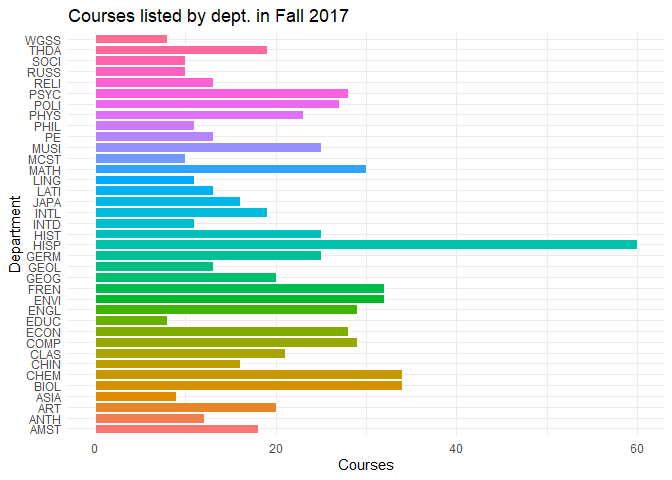 Courses listed by dept. in Fall 2017
WGSS
THDA
SOCI
RUSS
RELI
PSYC
POLI
PHYS
PHIL
PE
MUSI
MCST
MATH
LING
LATI
JAPA
INTL
INTD
HIST
HISP
GERM
GEOL
GEOG
FREN
ENVI
ENGL
EDUC
ECON
COMP
CLAS
CHIN
CHEM
BIOL
ASIA
ART
ANTH
AMST
Department
0 20 40 60
Courses